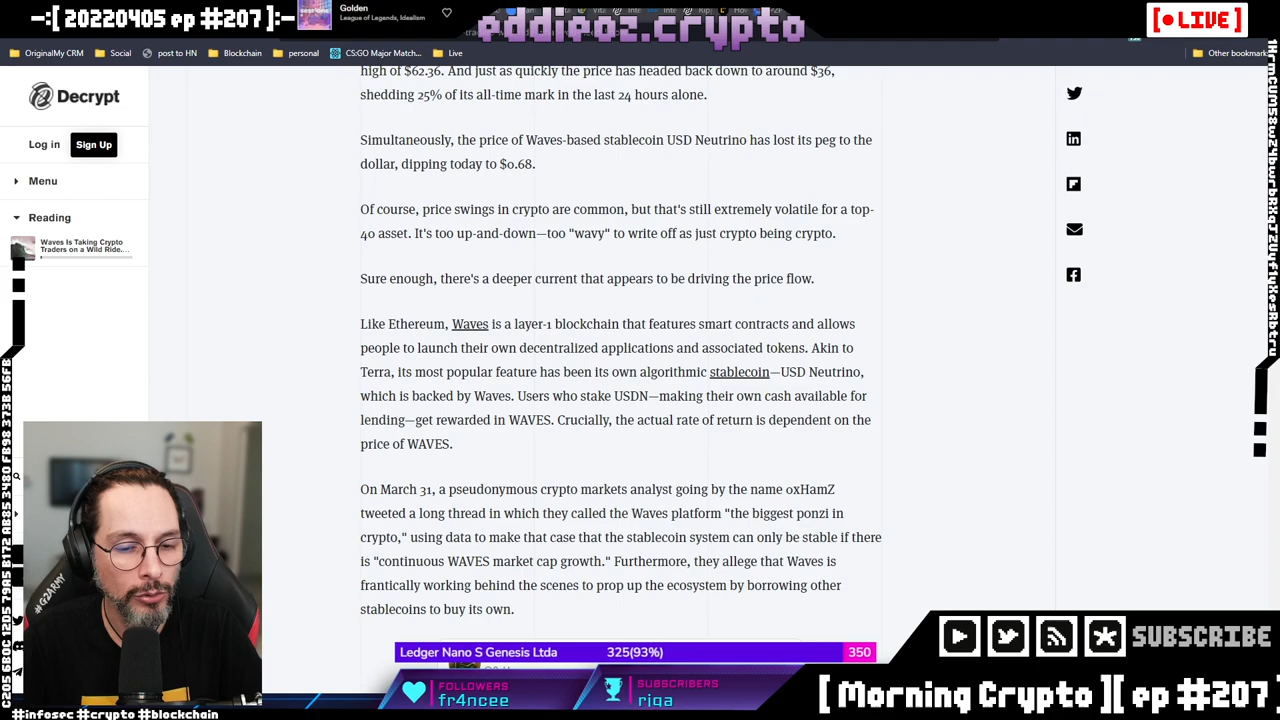 -:[ 20220405 ep #207]:-
Golden
League of Legends, Idealism
eddieoz.crypto
[● LIVE]
OriginalMy CRM
Social
post to HN
Blockchain
personal
CS:GO Major Match...
Live
Other bookmark
Decrypt
Log in
Sign Up
Menu
Reading
Waves Is Taking Crypto
Traders on a Wild Ride....
high of $62.36. And just as quickly the price has headed back down to around $36,
shedding 25% of its all-time mark in the last 24 hours alone.
Simultaneously, the price of Waves-based stablecoin USD Neutrino has lost its peg to the
dollar, dipping today to $0.68.
Of course, price swings in crypto are common, but that's still extremely volatile for a top-
40 asset. It's too up-and-down—too "wavy" to write off as just crypto being crypto.
Sure enough, there's a deeper current that appears to be driving the price flow.
Like Ethereum, Waves is a layer-1 blockchain that features smart contracts and allows
people to launch their own decentralized applications and associated tokens. Akin to
Terra, its most popular feature has been its own algorithmic stablecoin—USD Neutrino,
which is backed by Waves. Users who stake USDN—making their own cash available for
lending—get rewarded in WAVES. Crucially, the actual rate of return is dependent on the
price of WAVES.
On March 31, a pseudonymous crypto markets analyst going by the name 0xHamZ
tweeted a long thread in which they called the Waves platform "the biggest ponzi in
crypto," using data to make that case that the stablecoin system can only be stable if there
is "continuous WAVES market cap growth." Furthermore, they allege that Waves is
frantically working behind the scenes to prop up the ecosystem by borrowing other
stablecoins to buy its own.
#G2ARMY
Ledger Nano S Genesis Ltda
325(93%)
350
FOLLOWERS
fr4ncee
SUBSCRIBERS
rjga
SUBSCRIBE
[ Morning Crypto ][ ep #207 ]
#infosec #crypto #blockchain